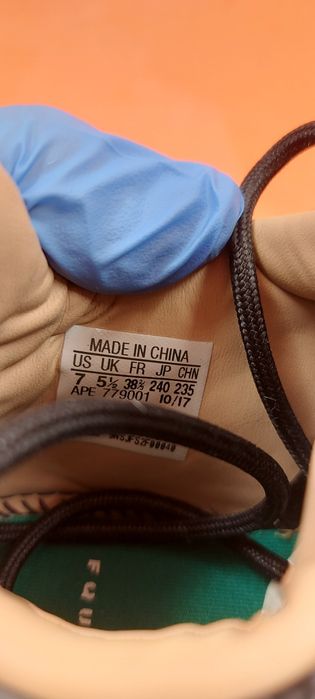 MADE IN CHINA
US UK FR JP CHN
7 5½ 38⅔ 240 235
APE 779001 10/17
EQU